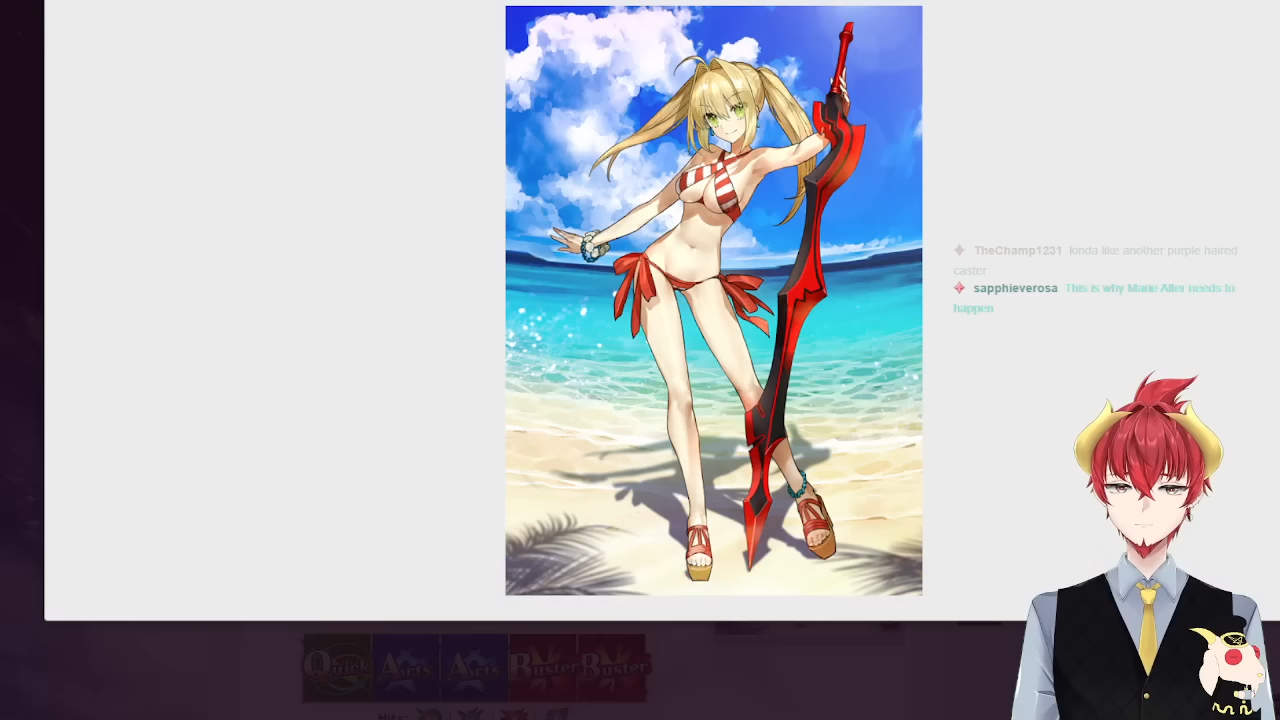 TheChamp1231 kinda like another purple haired
caster
sapphieverosa This is why Marie Alter needs to
happen
Quick Arts Arts Buster Buster
Hits: